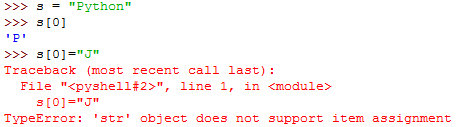 >>> s = "Python"
>>> s[0]
'P'
>>> s[0]="J"
Traceback (most recent call last):
  File "<pyshell#2>", line 1, in <module>
    s[0]="J"
TypeError: 'str' object does not support item assignment